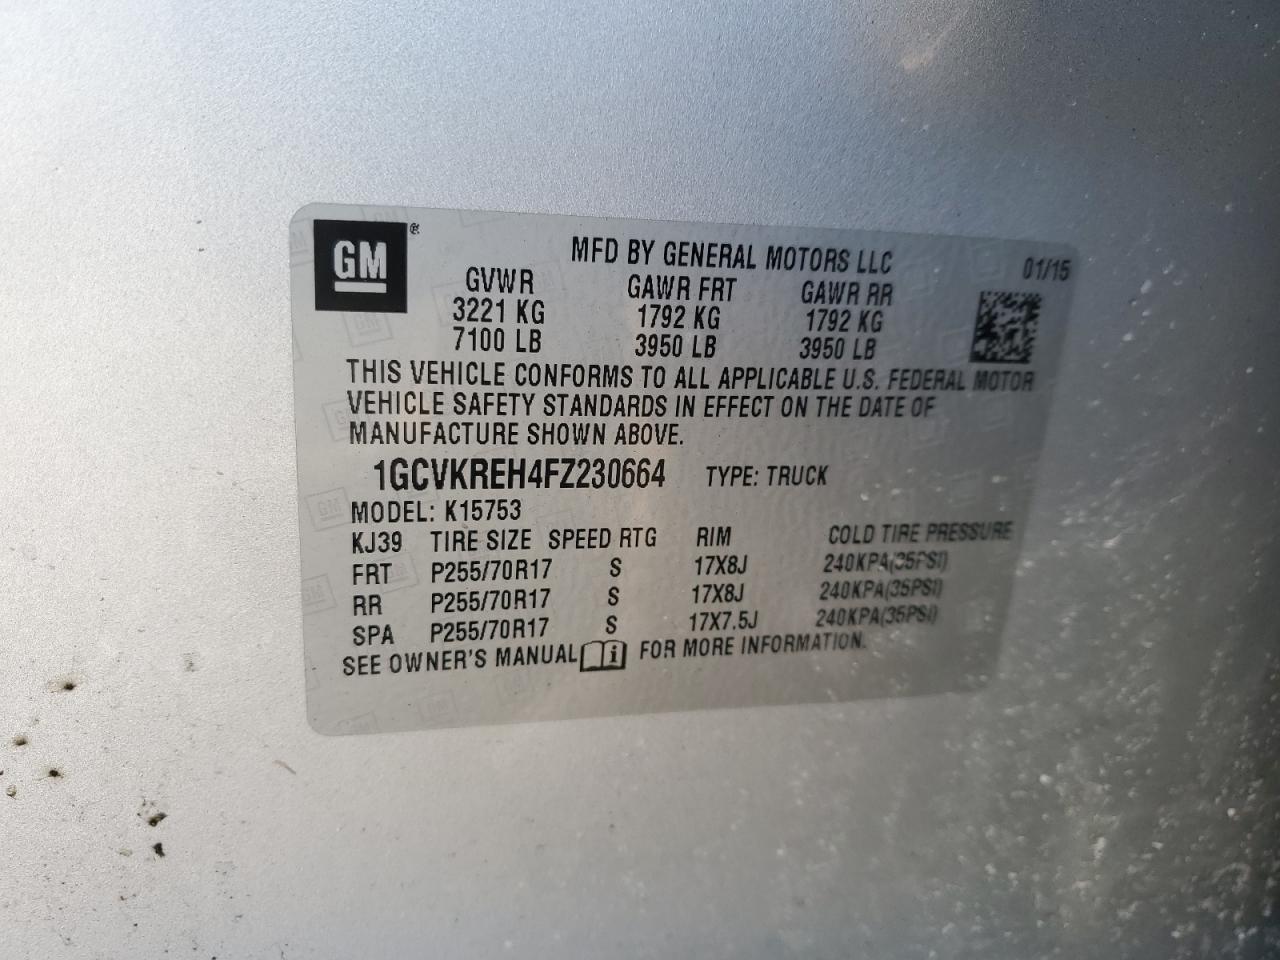 GM ®
MFD BY GENERAL MOTORS LLC 01/15
GVWR GAWR FRT GAWR RR
3221 KG 1792 KG 1792 KG
7100 LB 3950 LB 3950 LB
THIS VEHICLE CONFORMS TO ALL APPLICABLE U.S. FEDERAL MOTOR
VEHICLE SAFETY STANDARDS IN EFFECT ON THE DATE OF
MANUFACTURE SHOWN ABOVE.
1GCVKREH4FZ230664 TYPE: TRUCK
MODEL: K15753
KJ39 TIRE SIZE SPEED RTG RIM COLD TIRE PRESSURE
FRT P255/70R17 S 17X8J 240KPA(35PSI)
RR P255/70R17 S 17X8J 240KPA(35PSI)
SPA P255/70R17 S 17X7.5J 240KPA(35PSI)
SEE OWNER'S MANUAL i FOR MORE INFORMATION.